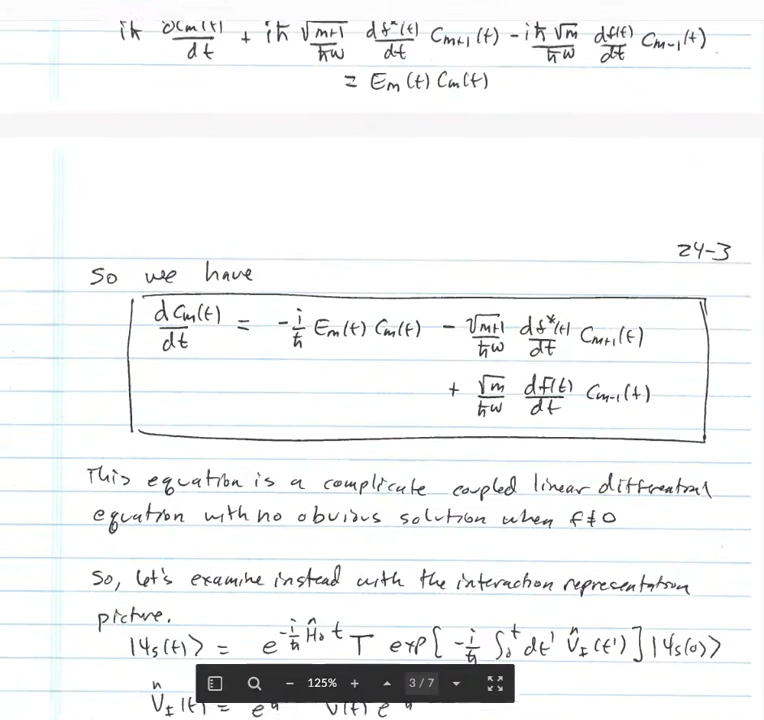 iħ dCm(t)/dt + iħ √(m+1)/ħω df*(t)/dt Cm+1(t) - iħ √m/ħω df(t)/dt Cm-1(t)
= Em(t) Cm(t)
24-3
So we have
dCm(t)/dt = -i/ħ Em(t) Cm(t) - √(m+1)/ħω df*(t)/dt Cm+1(t)
+ √m/ħω df(t)/dt Cm-1(t)
This equation is a complicate coupled linear differential
equation with no obvious solution when f≠0
So, let's examine instead with the interaction representation
picture.
|ψs(t)> = e^(-i/ħ Ĥ₀t) T exp[-i/ħ ∫₀ᵗ dt' V̂I(t')] |ψs(0)>
125%
3 / 7
V̂I(t) =